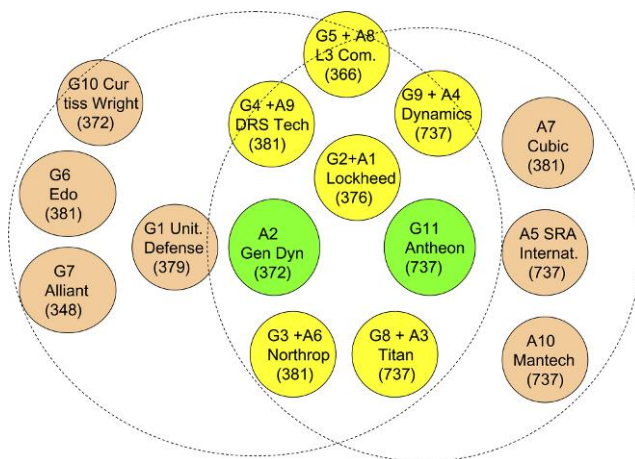 G5 + A8
L3 Com.
(366)
G10 Cur
tiss Wright
(372)
G4 +A9
DRS Tech
(381)
G9 + A4
Dynamics
(737)
A7
Cubic
(381)
G2+A1
Lockheed
(376)
G6
Edo
(381)
G1 Unit.
Defense
(379)
A2
Gen Dyn
(372)
G11
Antheon
(737)
A5 SRA
Internat.
(737)
G7
Alliant
(348)
G3 +A6
Northrop
(381)
G8 + A3
Titan
(737)
A10
Mantech
(737)